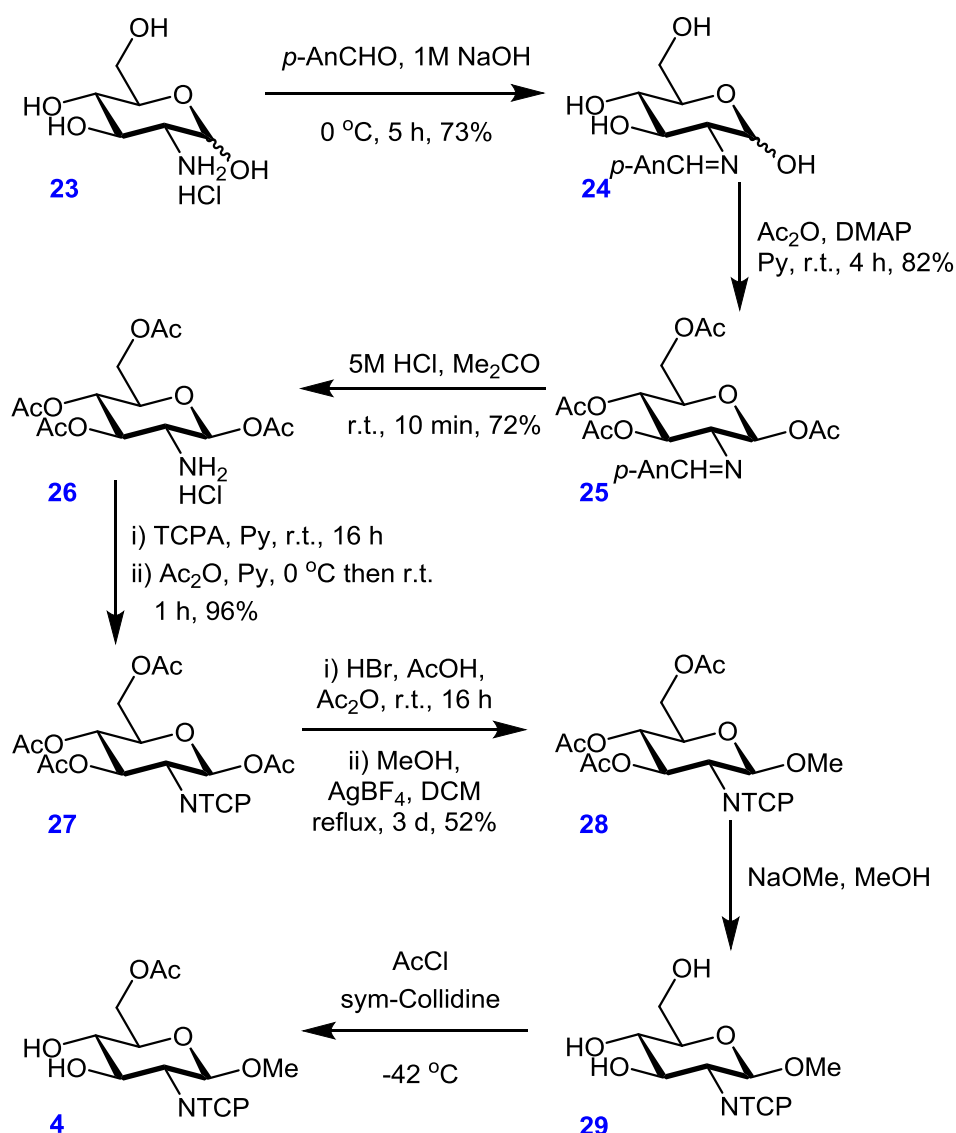 OH
HO
HO
O
NH2
OH
HCl
23
p-AnCHO, 1M NaOH
0 °C, 5 h, 73%
OH
HO
HO
O
p-AnCH=N
OH
24
Ac2O, DMAP
Py, r.t., 4 h, 82%
OAc
AcO
AcO
O
OAc
p-AnCH=N
25
5M HCl, Me2CO
r.t., 10 min, 72%
OAc
AcO
AcO
O
OAc
NH2
HCl
26
i) TCPA, Py, r.t., 16 h
ii) Ac2O, Py, 0 °C then r.t.
1 h, 96%
OAc
AcO
AcO
O
OAc
NTCP
27
i) HBr, AcOH,
Ac2O, r.t., 16 h
ii) MeOH,
AgBF4, DCM
reflux, 3 d, 52%
OAc
AcO
AcO
O
OMe
NTCP
28
NaOMe, MeOH
OH
HO
HO
O
OMe
NTCP
29
AcCl
sym-Collidine
-42 °C
OAc
HO
HO
O
OMe
NTCP
4